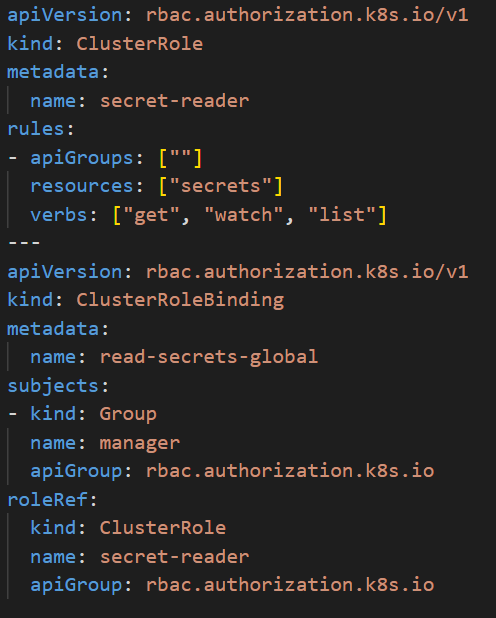 apiVersion: rbac.authorization.k8s.io/v1
kind: ClusterRole
metadata:
  name: secret-reader
rules:
- apiGroups: [""]
  resources: ["secrets"]
  verbs: ["get", "watch", "list"]
---
apiVersion: rbac.authorization.k8s.io/v1
kind: ClusterRoleBinding
metadata:
  name: read-secrets-global
subjects:
- kind: Group
  name: manager
  apiGroup: rbac.authorization.k8s.io
roleRef:
  kind: ClusterRole
  name: secret-reader
  apiGroup: rbac.authorization.k8s.io